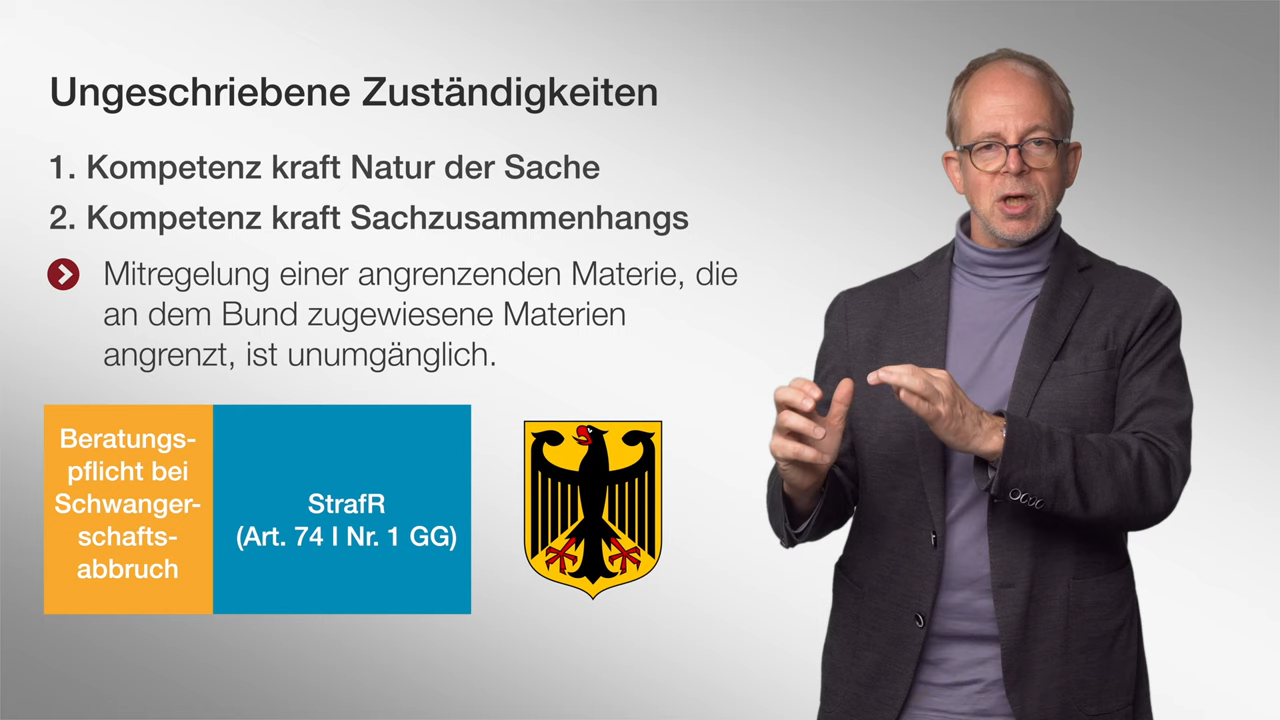 Ungeschriebene Zuständigkeiten
1. Kompetenz kraft Natur der Sache
2. Kompetenz kraft Sachzusammenhangs
Mitregelung einer angrenzenden Materie, die
an dem Bund zugewiesene Materien
angrenzt, ist unumgänglich.
Beratungs-
pflicht bei
Schwanger-
schafts-
abbruch
StrafR
(Art. 74 I Nr. 1 GG)